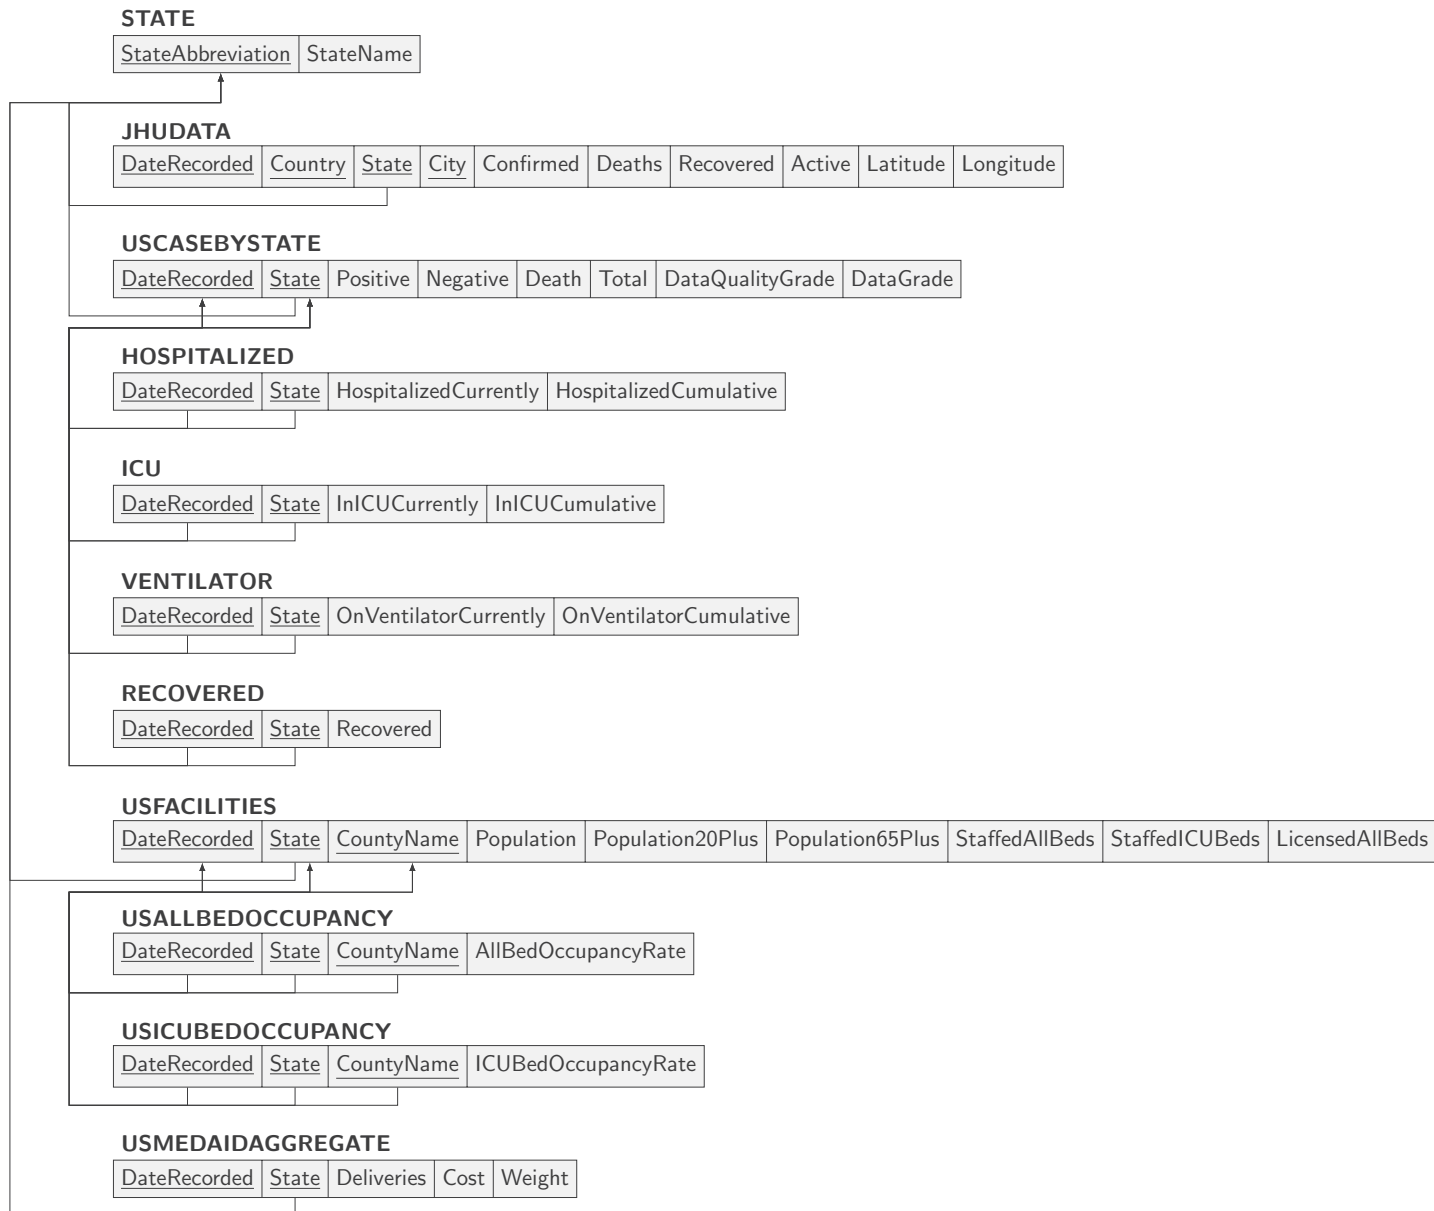 STATE
StateAbbreviation StateName
JHUDATA
DateRecorded Country State City Confirmed Deaths Recovered Active Latitude Longitude
USCASEBYSTATE
DateRecorded State Positive Negative Death Total DataQualityGrade DataGrade
HOSPITALIZED
DateRecorded State HospitalizedCurrently HospitalizedCumulative
ICU
DateRecorded State InICUCurrently InICUCumulative
VENTILATOR
DateRecorded State OnVentilatorCurrently OnVentilatorCumulative
RECOVERED
DateRecorded State Recovered
USFACILITIES
DateRecorded State CountyName Population Population20Plus Population65Plus StaffedAllBeds StaffedICUBeds LicensedAllBeds
USALLBEDOCCUPANCY
DateRecorded State CountyName AllBedOccupancyRate
USICUBEDOCCUPANCY
DateRecorded State CountyName ICUBedOccupancyRate
USMEDAIDAGGREGATE
DateRecorded State Deliveries Cost Weight